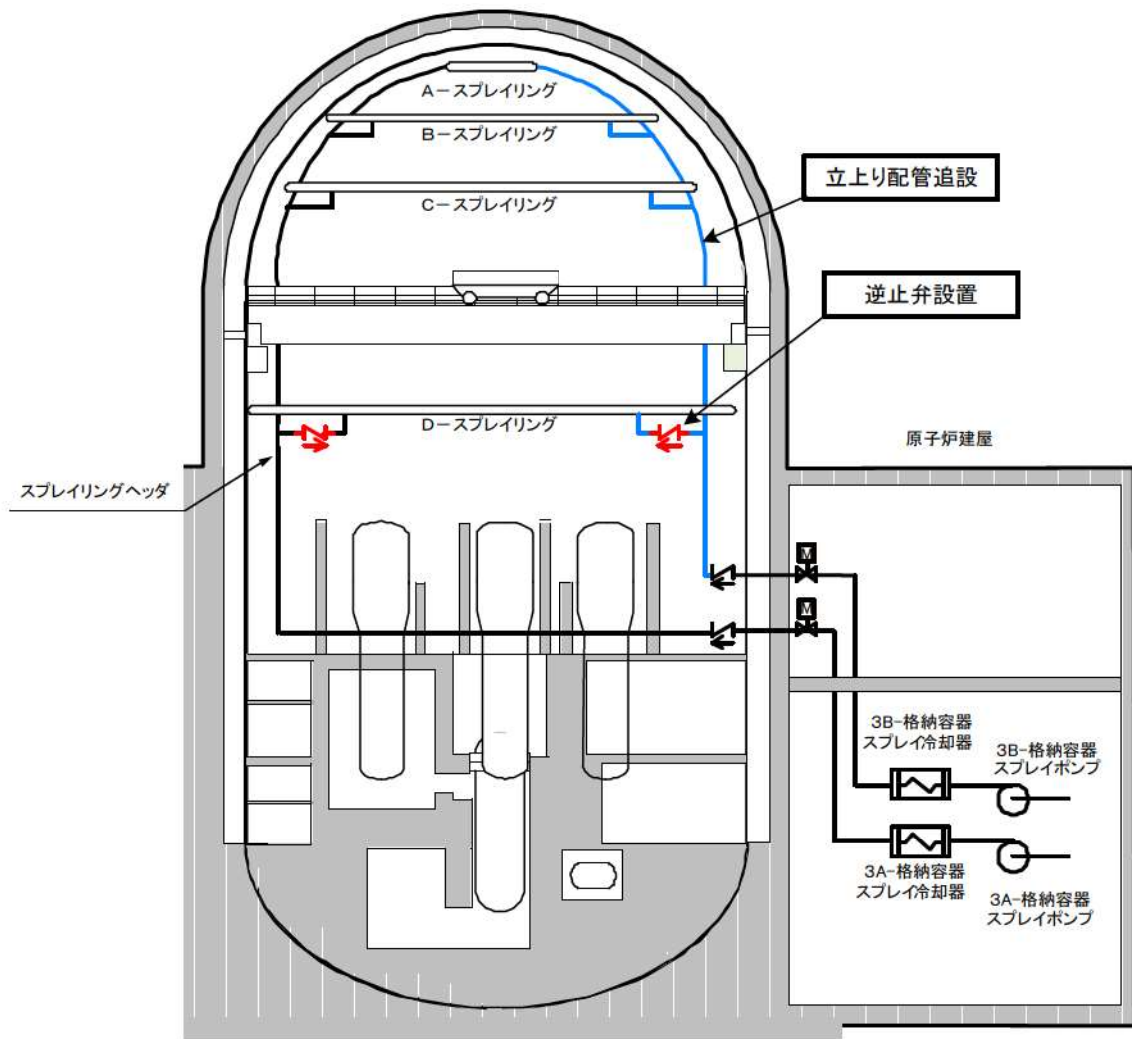 A－スプレイリング
B－スプレイリング
立上り配管追設
C－スプレイリング
逆止弁設置
D－スプレイリング
原子炉建屋
スプレイリングヘッダ
M
M
3B-格納容器
スプレイ冷却器
3B-格納容器
スプレイポンプ
3A-格納容器
スプレイ冷却器
3A-格納容器
スプレイポンプ